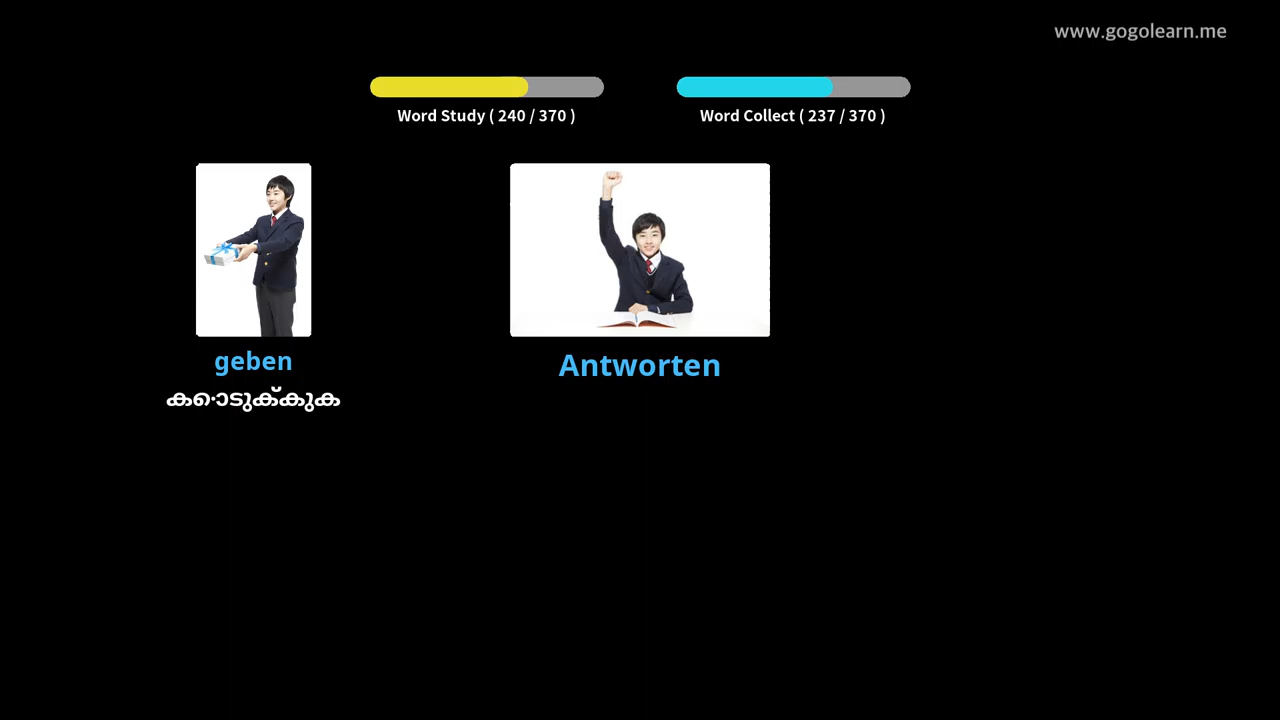 www.gogolearn.me
Word Study ( 240 / 370 )
Word Collect ( 237 / 370 )
geben
കൊടുക്കുക
Antworten